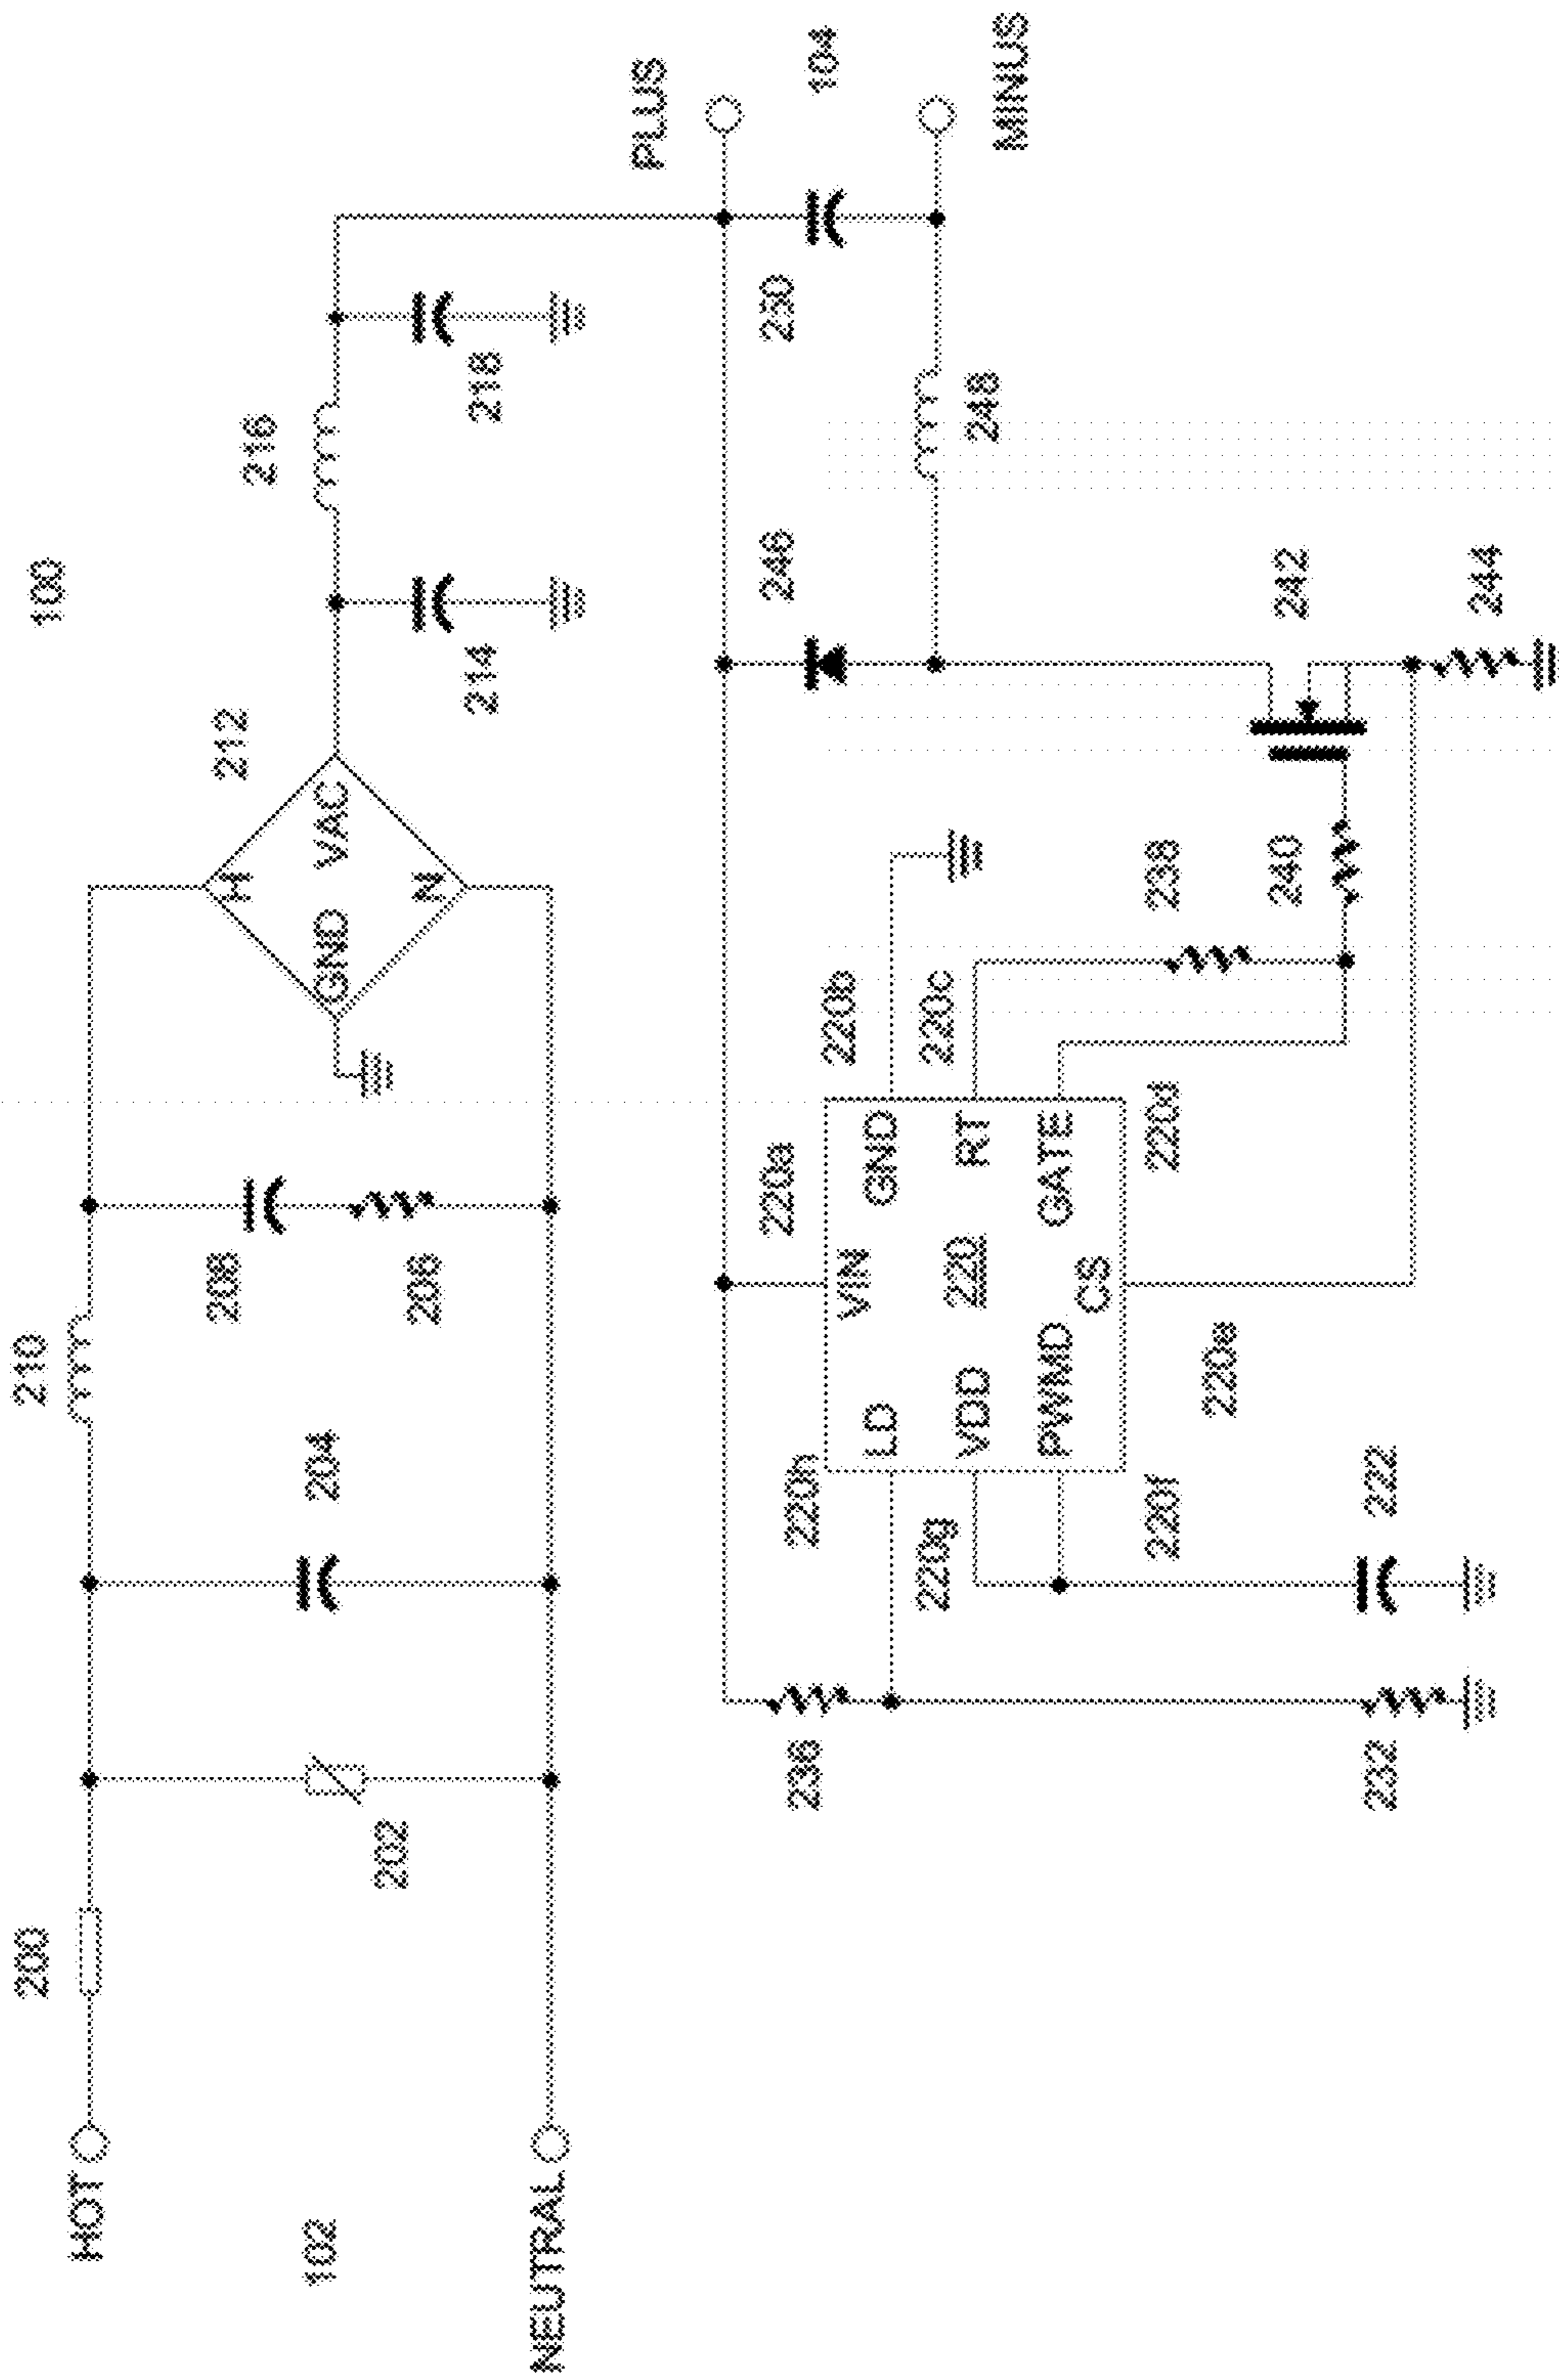 100
200
210
HOT
212
216
208
H
102
204
GND VAC
202
206
N
214
218
NEUTRAL
PLUS
220a
246
250
236
220h
220b
104
VIN
LD
GND
220g
220
220c
VDD
RT
248
MINUS
PWMD
GATE
CS
220f
220d
238
220e
240
242
232
222
244